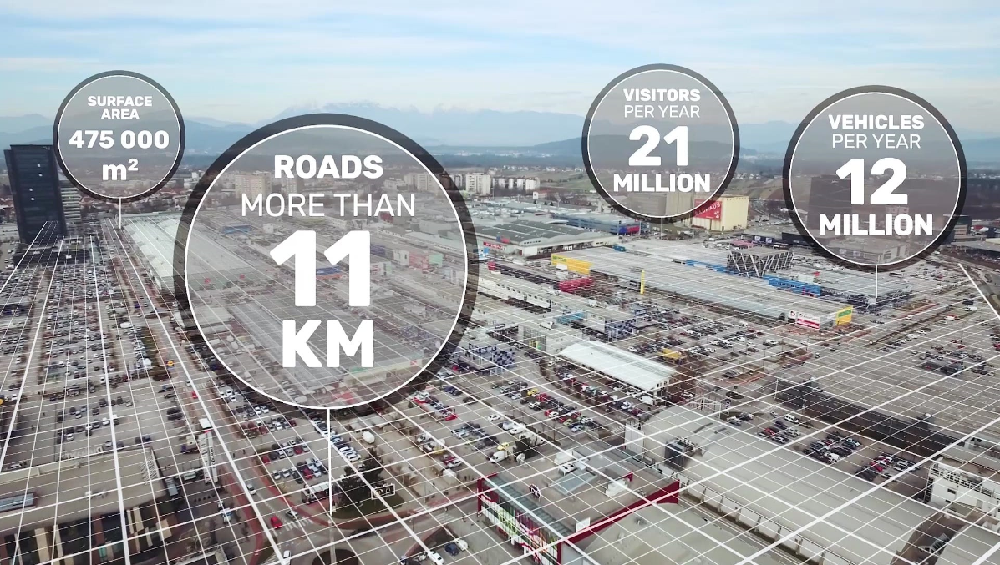 SURFACE
AREA
475 000
m²
ROADS
MORE THAN
11
KM
VISITORS
PER YEAR
21
MILLION
VEHICLES
PER YEAR
12
MILLION